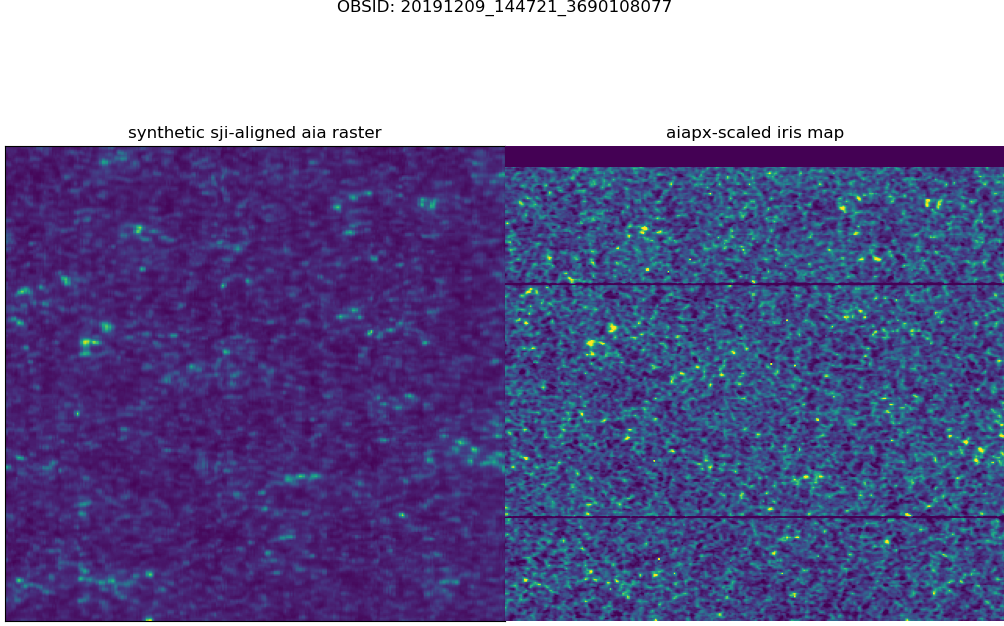 OBSID: 20191209_144721_3690108077
synthetic sji-aligned aia raster
aiapx-scaled iris map